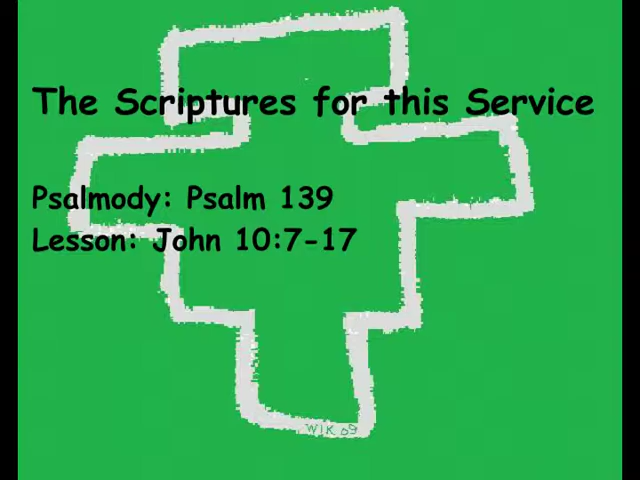 The Scriptures for this Service
Psalmody: Psalm 139
Lesson: John 10:7-17
WIK 09